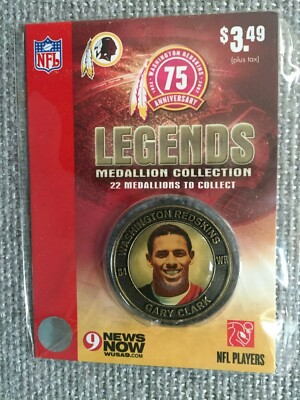 NFL
$3.49
(plus tax)
WASHINGTON REDSKINS
75
ANNIVERSARY
LEGENDS
MEDALLION COLLECTION
22 MEDALLIONS TO COLLECT
WASHINGTON REDSKINS
84
WR
GARY CLARK
9 NEWS NOW
WUSA9.COM
NFL PLAYERS